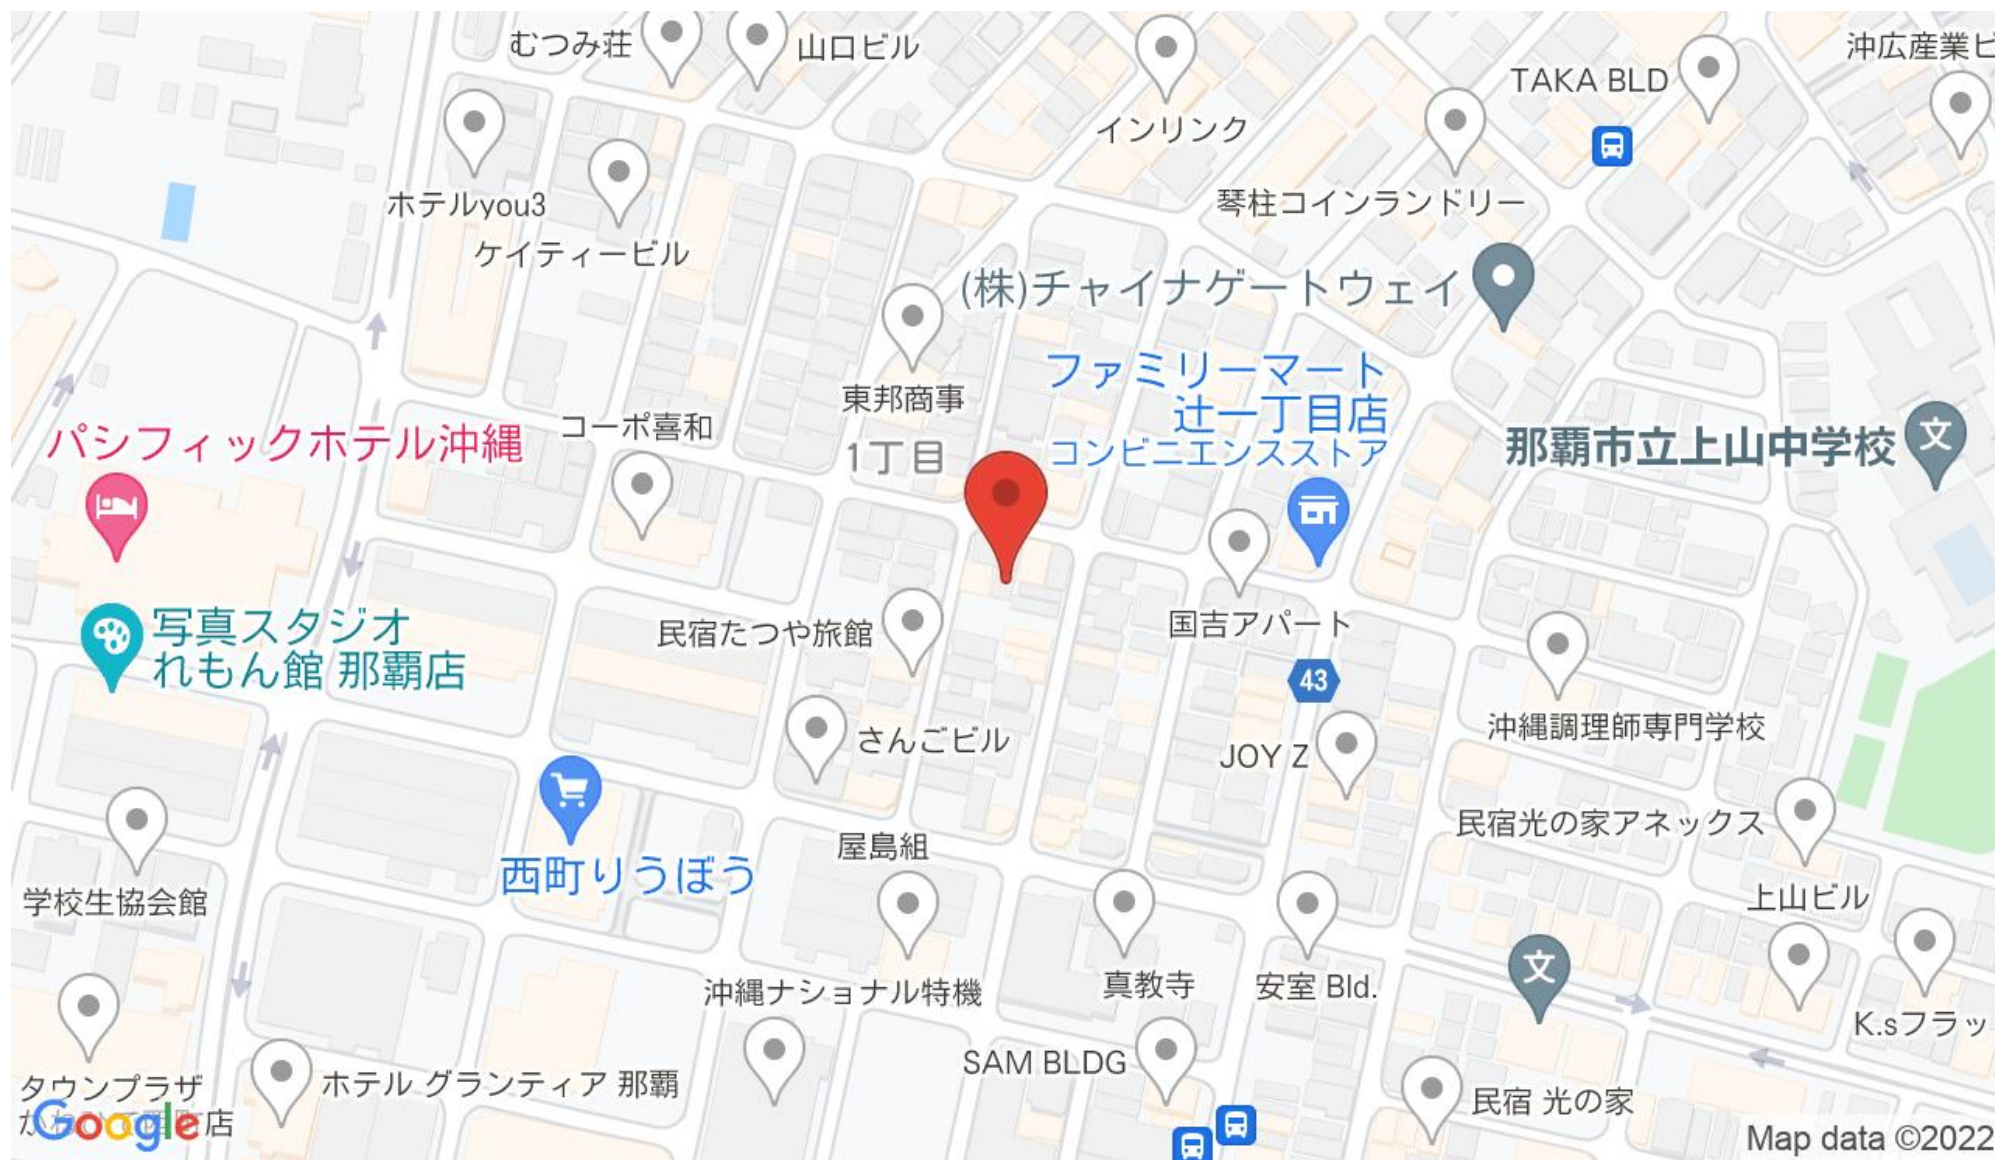 むつみ荘
山口ビル
沖広産業ビ
TAKA BLD
インリンク
ホテルyou3
琴柱コインランドリー
ケイティービル
(株)チャイナゲートウェイ
ファミリーマート
辻一丁目店
コンビニエンスストア
東邦商事
コーポ喜和
1丁目
パシフィックホテル沖縄
那覇市立上山中学校
文
写真スタジオ
れもん館 那覇店
民宿たつや旅館
国吉アパート
43
さんごビル
JOY Z
沖縄調理師専門学校
民宿光の家アネックス
屋島組
西町りうぼう
学校生協会館
上山ビル
文
沖縄ナショナル特機
真教寺
安室 Bld.
K.sフラッ
SAM BLDG
ホテル グランティア 那覇
タウンプラザ
店
民宿 光の家
Google
Map data ©2022